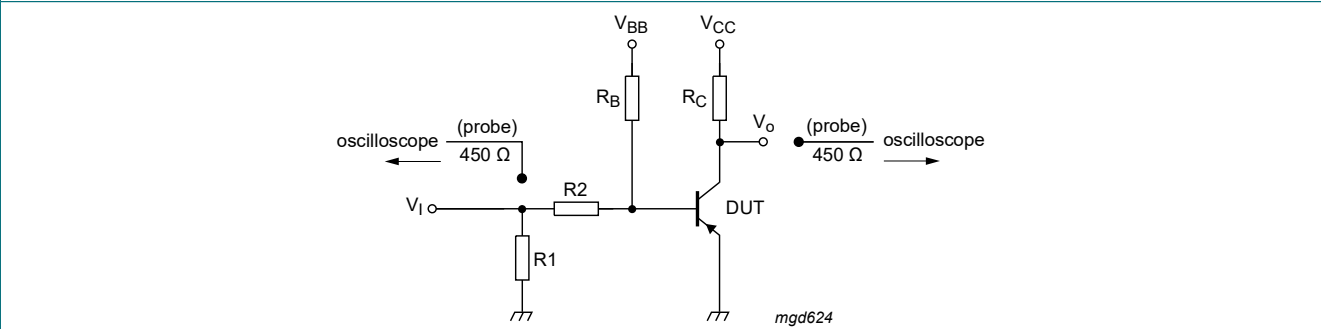 VBB
VCC
RB
RC
Vo
(probe)
450 Ω
oscilloscope
(probe)
450 Ω
oscilloscope
R2
VI
DUT
R1
mgd624